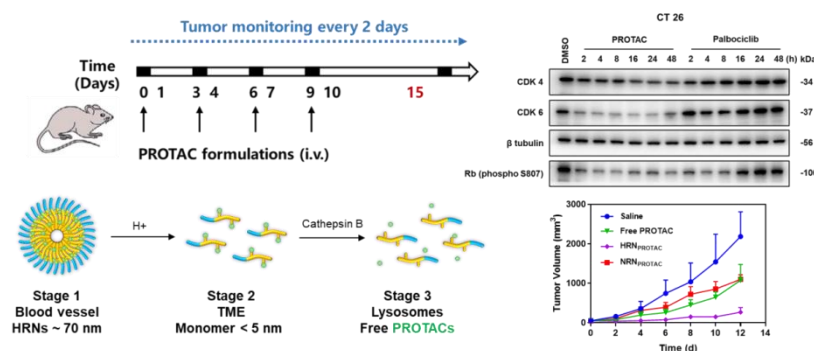 Tumor monitoring every 2 days
Time
(Days)
0 1 3 4 6 7 9 10 15
PROTAC formulations (i.v.)
H+
Cathepsin B
Stage 1
Blood vessel
HRNs ~ 70 nm
Stage 2
TME
Monomer < 5 nm
Stage 3
Lysosomes
Free PROTACs
CT 26
DMSO PROTAC Palbociclib
2 4 8 16 24 48 2 4 8 16 24 48 (h) kDa
CDK 4 -34
CDK 6 -37
β tubulin -56
Rb (phospho S807) -100
Tumor Volume (mm3)
3000
2000
1000
0
Saline
Free PROTAC
HRNPROTAC
NRNPROTAC
0 2 4 6 8 10 12 14
Time (d)